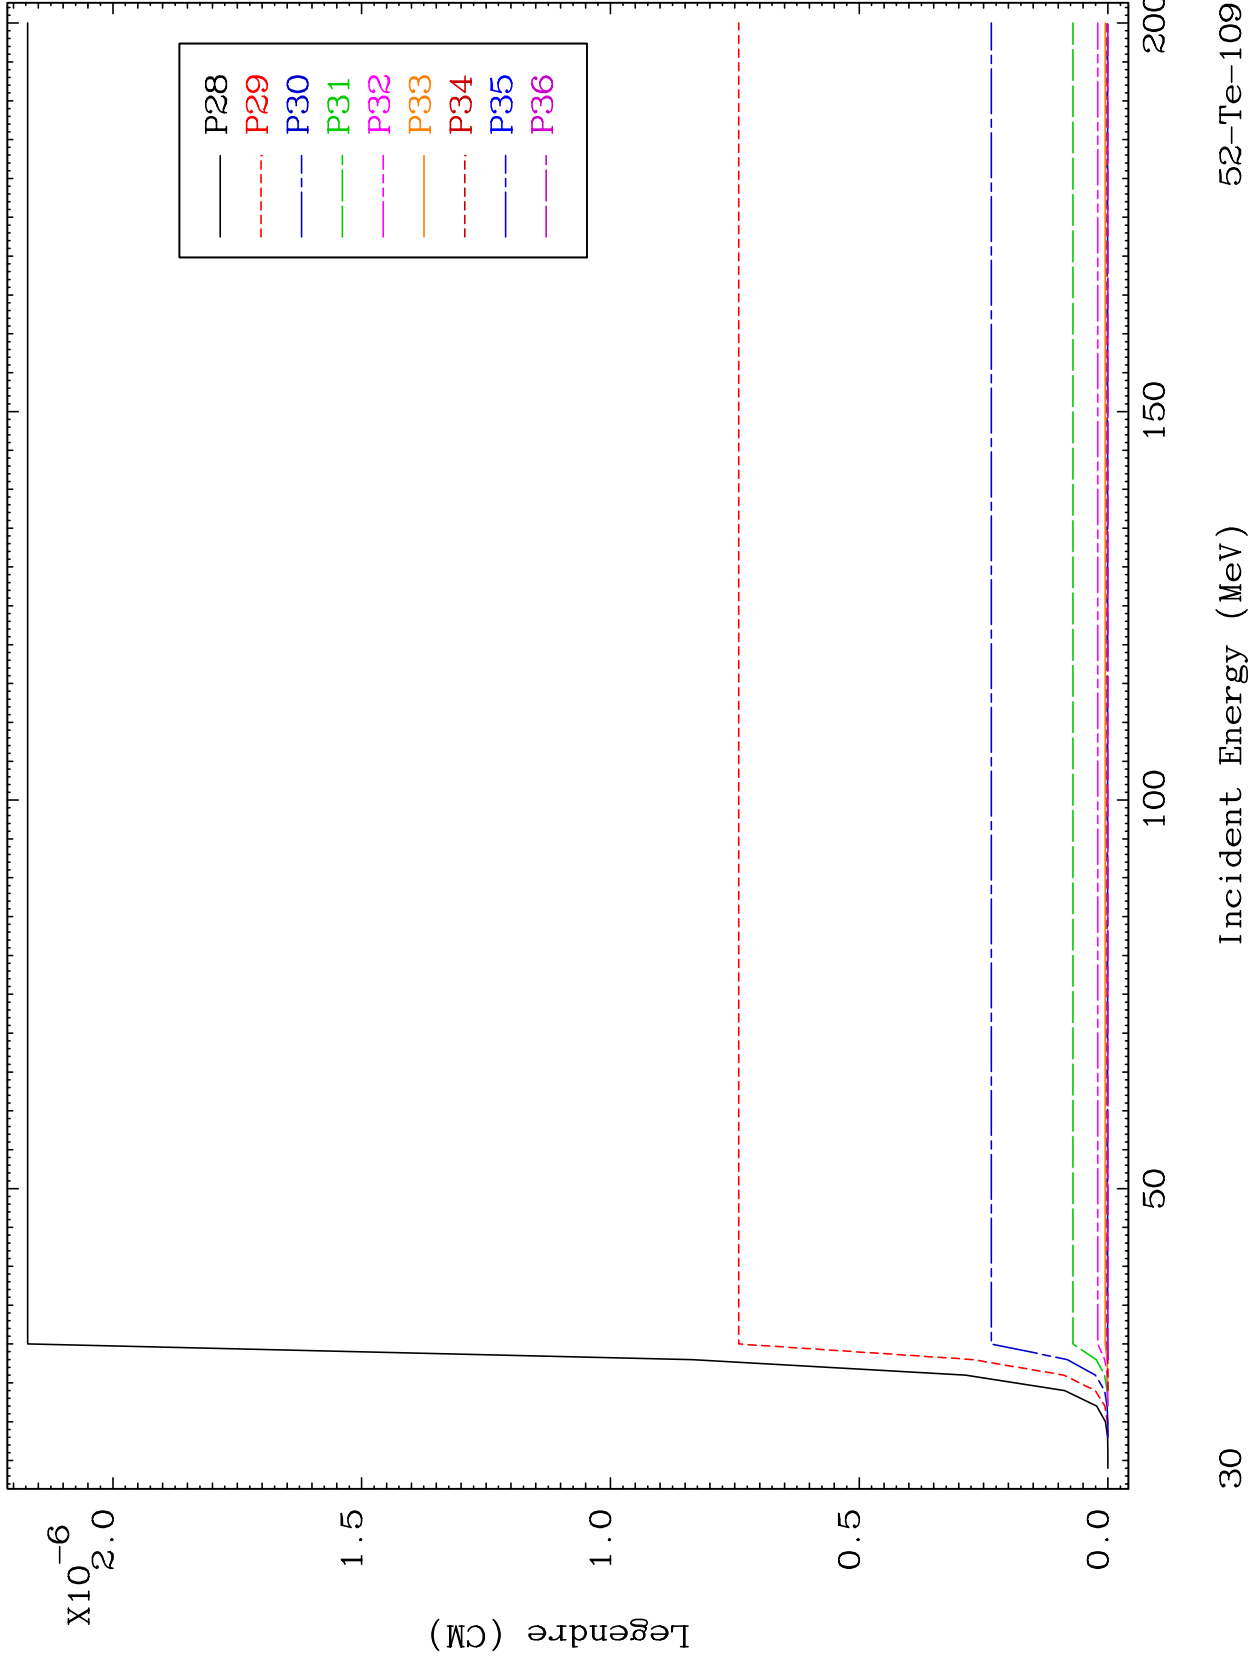 X10-6
2.0
1.5
1.0
0.5
0.0
Legendre (CM)
P28
P29
P30
P31
P32
P33
P34
P35
P36
50
100
150
200
Incident Energy (MeV)
30
52-Te-109